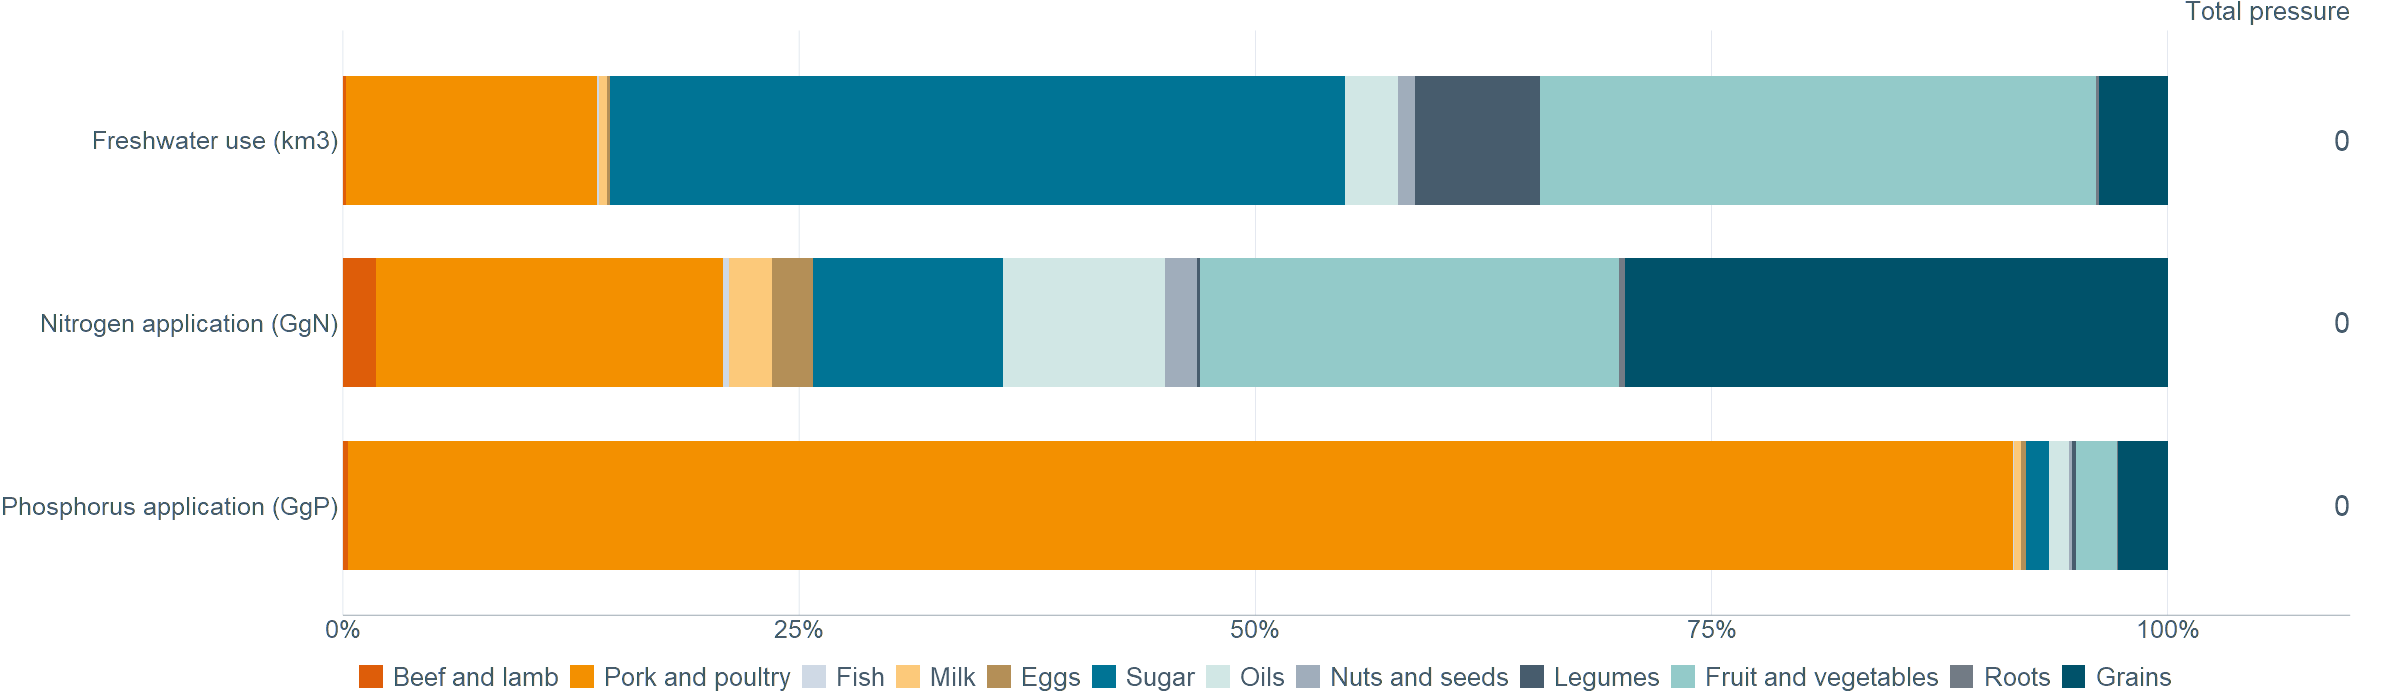 Total pressure
Freshwater use (km3) 0
Nitrogen application (GgN) 0
Phosphorus application (GgP) 0
0% 25% 50% 75% 100%
Beef and lamb Pork and poultry Fish Milk Eggs Sugar Oils Nuts and seeds Legumes Fruit and vegetables Roots Grains